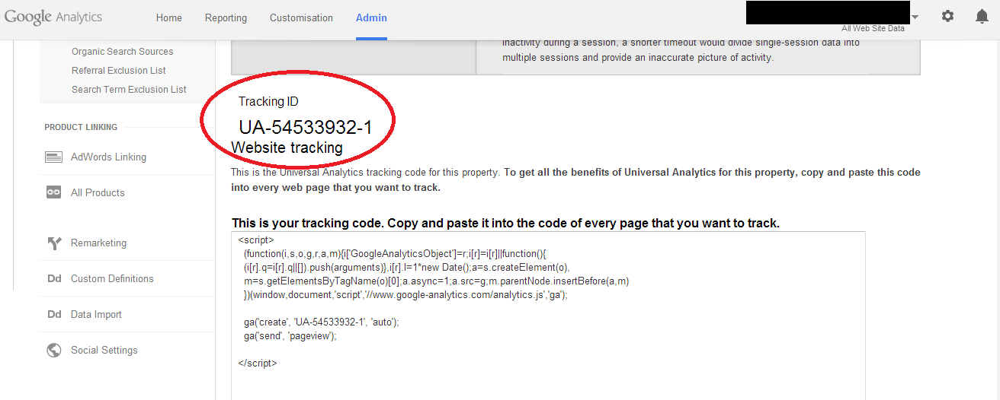 Google Analytics
Home
Reporting
Customisation
Admin
All Web Site Data
Organic Search Sources
Referral Exclusion List
Search Term Exclusion List
PRODUCT LINKING
AdWords Linking
All Products
Remarketing
Dd Custom Definitions
Dd Data Import
Social Settings
inactivity during a session, a shorter timeout would divide single-session data into
multiple sessions and provide an inaccurate picture of activity.
Tracking ID
UA-54533932-1
Website tracking
This is the Universal Analytics tracking code for this property. To get all the benefits of Universal Analytics for this property, copy and paste this code
into every web page that you want to track.
This is your tracking code. Copy and paste it into the code of every page that you want to track.
<script>
(function(i,s,o,g,r,a,m){i['GoogleAnalyticsObject']=r;i[r]=i[r]||function(){
(i[r].q=i[r].q||[]).push(arguments)},i[r].l=1*new Date();a=s.createElement(o),
m=s.getElementsByTagName(o)[0];a.async=1;a.src=g;m.parentNode.insertBefore(a,m)
})(window,document,'script','//www.google-analytics.com/analytics.js','ga');
ga('create', 'UA-54533932-1', 'auto');
ga('send', 'pageview');
</script>